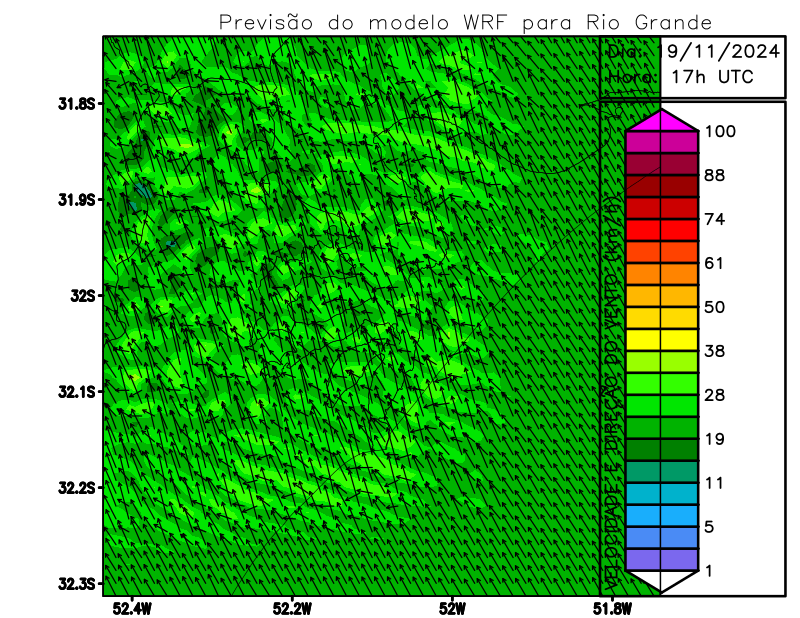 Previsão do modelo WRF para Rio Grande
Dia: 19/11/2024
Hora: 17h UTC
VELOCIDADE E DIREÇÃO DO VENTO (km/h)
100
88
74
61
50
38
28
19
11
5
1
31.8S
31.9S
32S
32.1S
32.2S
32.3S
52.4W
52.2W
52W
51.8W